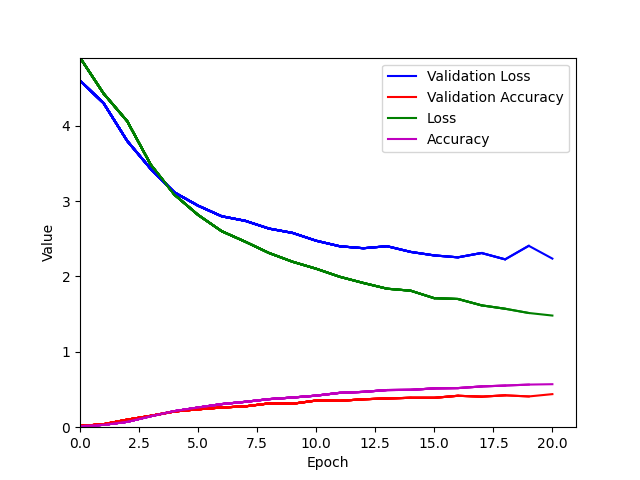 Validation Loss
Validation Accuracy
Loss
Accuracy
Value
4
3
2
1
0
0.0 2.5 5.0 7.5 10.0 12.5 15.0 17.5 20.0
Epoch